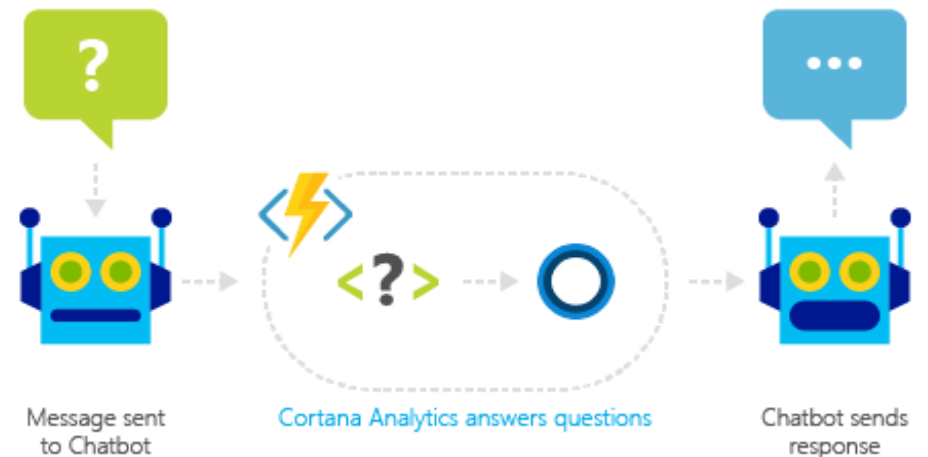 ?
...
<?>
Message sent
to Chatbot
Cortana Analytics answers questions
Chatbot sends
response